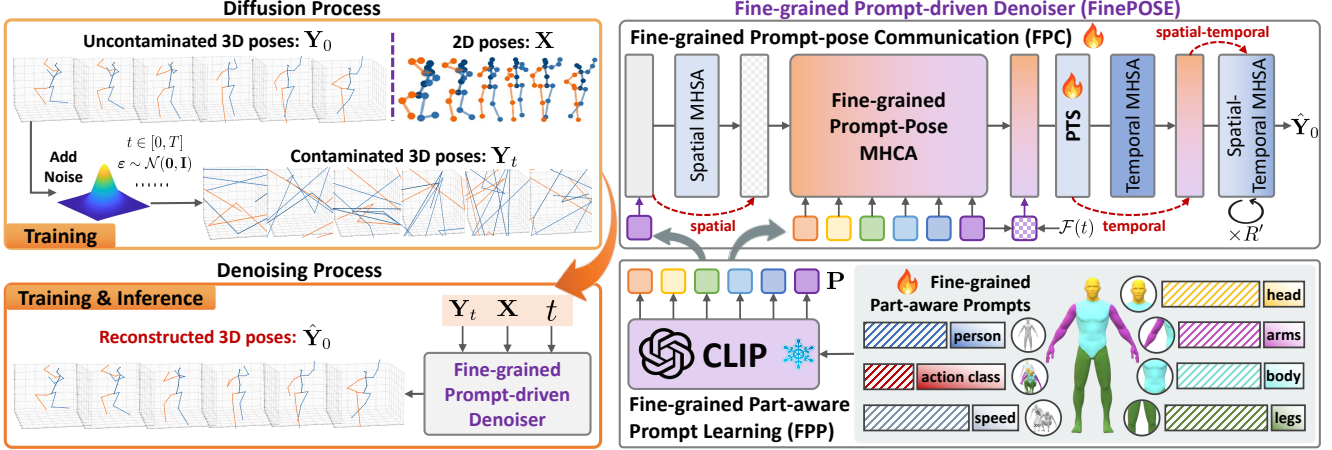 Diffusion Process
Uncontaminated 3D poses: Y₀
2D poses: X
t ∈ [0, T]
ε ∼ 𝒩(0, I)
......
Add
Noise
Contaminated 3D poses: Yₜ
Training
Denoising Process
Training & Inference
Reconstructed 3D poses: Ŷ₀
Yₜ X t
Fine-grained
Prompt-driven
Denoiser
Fine-grained Prompt-driven Denoiser (FinePOSE)
Fine-grained Prompt-pose Communication (FPC)
spatial-temporal
Spatial MHSA
Fine-grained
Prompt-Pose
MHCA
PTS
Temporal MHSA
Spatial-
Temporal MHSA
Ŷ₀
spatial
ℱ(t)
temporal
×R′
P
CLIP
Fine-grained Part-aware
Prompt Learning (FPP)
Fine-grained
Part-aware Prompts
person
action class
speed
head
arms
body
legs